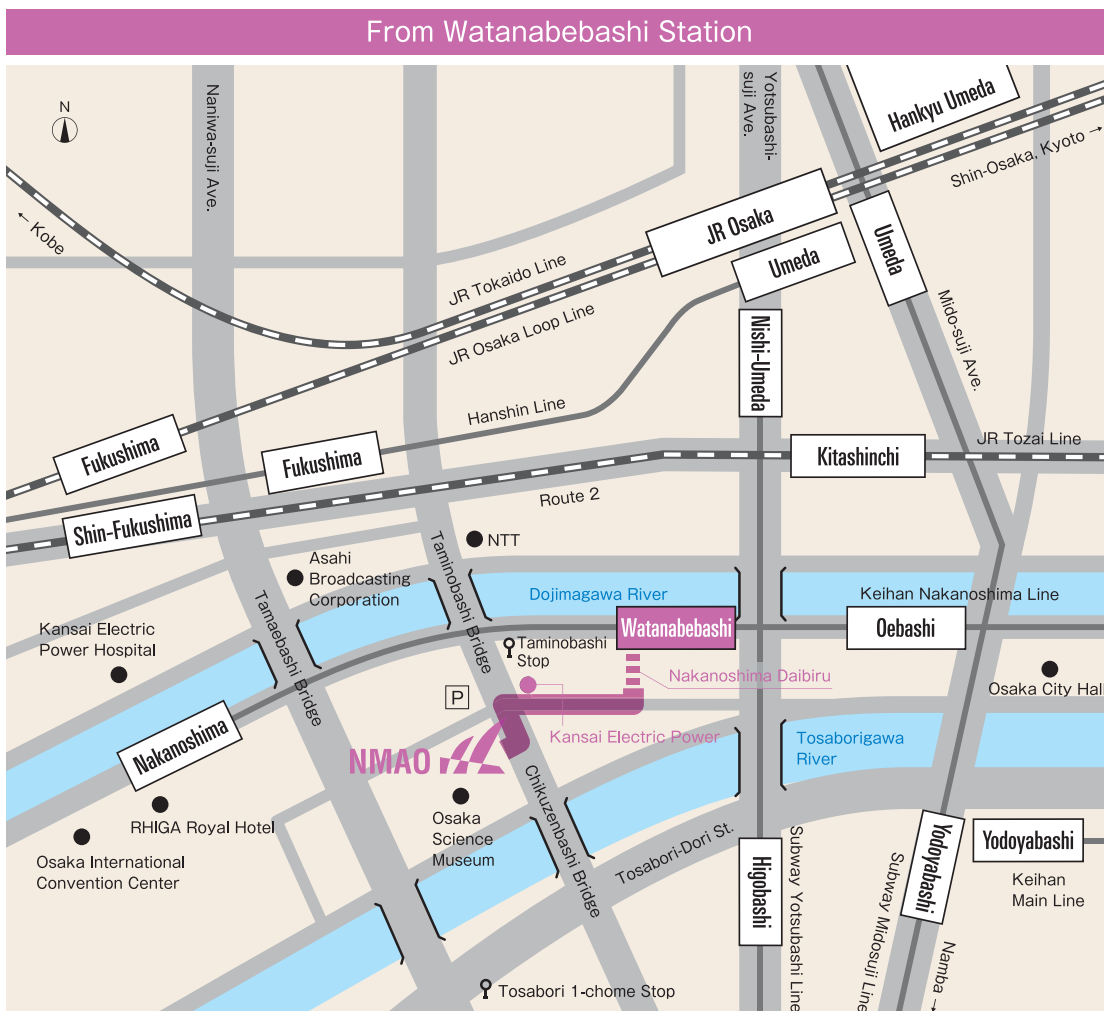 From Watanabebashi Station
N
Naniwa-suji Ave.
Yotsubashi-
suji Ave.
Hankyu Umeda
Shin-Osaka, Kyoto →
← Kobe
JR Osaka
Umeda
Umeda
JR Tokaido Line
JR Osaka Loop Line
Mido-suji Ave.
Nishi-Umeda
Hanshin Line
Fukushima
Fukushima
Kitashinchi
JR Tozai Line
Route 2
Shin-Fukushima
NTT
Asahi
Broadcasting
Corporation
Taminobashi Bridge
Tamaebashi Bridge
Dojimagawa River
Keihan Nakanoshima Line
Watanabebashi
Oebashi
Kansai Electric
Power Hospital
Taminobashi
Stop
Nakanoshima Daibiru
Osaka City Hall
P
Kansai Electric Power
Nakanoshima
NMAO
Tosaborigawa
River
Chikuzenbashi Bridge
RHIGA Royal Hotel
Osaka
Science
Museum
Osaka International
Convention Center
Tosabori-Dori St.
Higobashi
Subway Yotsubashi Line
Yodoyabashi
Subway Midosuji Line
Yodoyabashi
Keihan
Main Line
Namba →
Tosabori 1-chome Stop